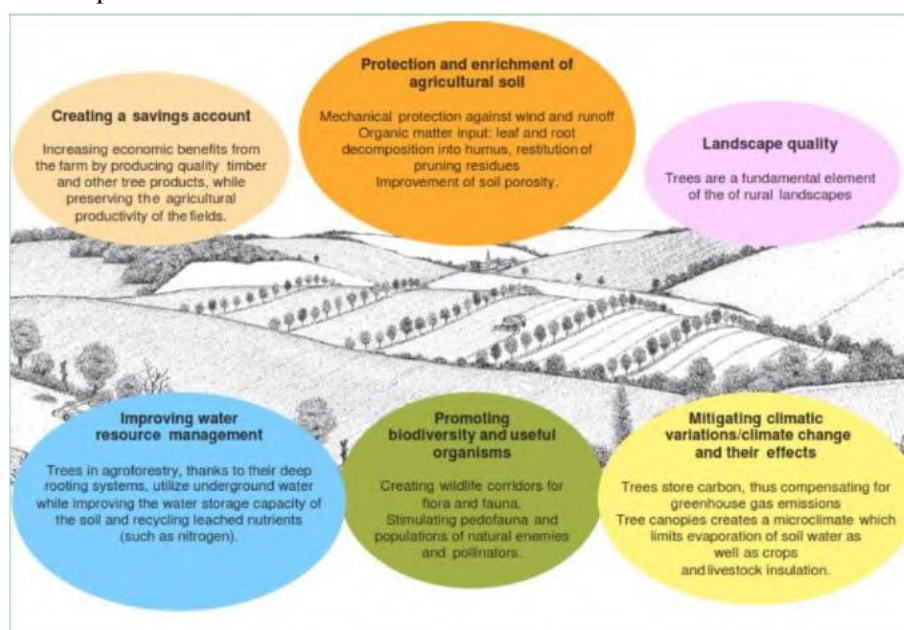 Protection and enrichment of
agricultural soil
Mechanical protection against wind and runoff
Organic matter input: leaf and root
decomposition into humus, restitution of
pruning residues
Improvement of soil porosity.
Creating a savings account
Increasing economic benefits from
the farm by producing quality timber
and other tree products, while
preserving the agricultural
productivity of the fields.
Landscape quality
Trees are a fundamental element
of the of rural landscapes
Improving water
resource management
Trees in agroforestry, thanks to their deep
rooting systems, utilize underground water
while improving the water storage capacity of
the soil and recycling leached nutrients
(such as nitrogen).
Promoting
biodiversity and useful
organisms
Creating wildlife corridors for
flora and fauna.
Stimulating pedofauna and
populations of natural enemies
and pollinators.
Mitigating climatic
variations/climate change
and their effects
Trees store carbon, thus compensating for
greenhouse gas emissions
Tree canopies creates a microclimate which
limits evaporation of soil water as
well as crops
and livestock insulation.